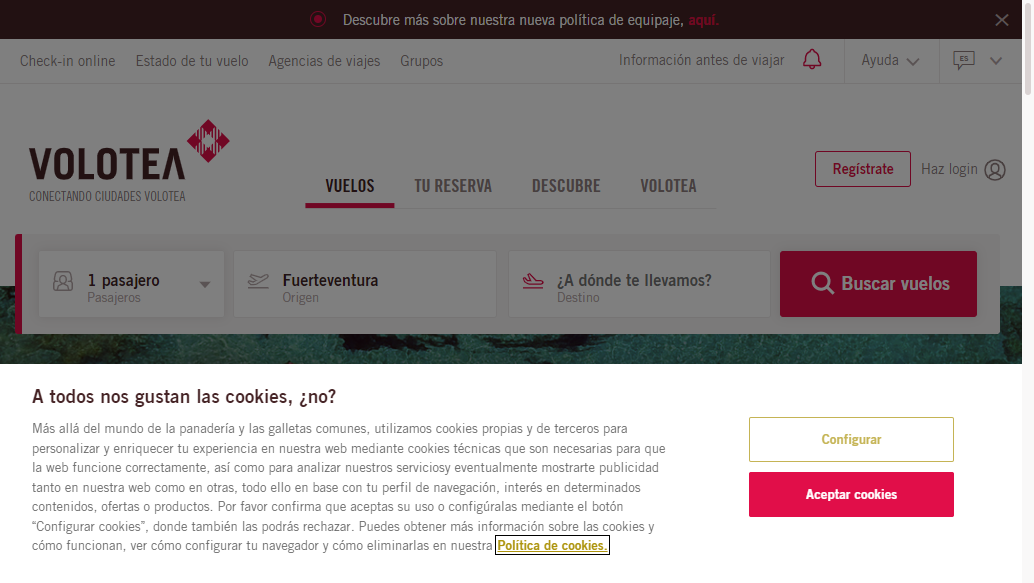 Descubre más sobre nuestra nueva política de equipaje, aquí.
Check-in online Estado de tu vuelo Agencias de viajes Grupos Información antes de viajar Ayuda ES
VOLOTEA
CONECTANDO CIUDADES VOLOTEA
VUELOS TU RESERVA DESCUBRE VOLOTEA
Regístrate Haz login
1 pasajero
Pasajeros
Fuerteventura
Origen
¿A dónde te llevamos?
Destino
Buscar vuelos
A todos nos gustan las cookies, ¿no?
Más allá del mundo de la panadería y las galletas comunes, utilizamos cookies propias y de terceros para
personalizar y enriquecer tu experiencia en nuestra web mediante cookies técnicas que son necesarias para que
la web funcione correctamente, así como para analizar nuestros serviciosy eventualmente mostrarte publicidad
tanto en nuestra web como en otras, todo ello en base con tu perfil de navegación, interés en determinados
contenidos, ofertas o productos. Por favor confirma que aceptas su uso o configúralas mediante el botón
“Configurar cookies”, donde también las podrás rechazar. Puedes obtener más información sobre las cookies y
cómo funcionan, ver cómo configurar tu navegador y cómo eliminarlas en nuestra Política de cookies.
Configurar
Aceptar cookies